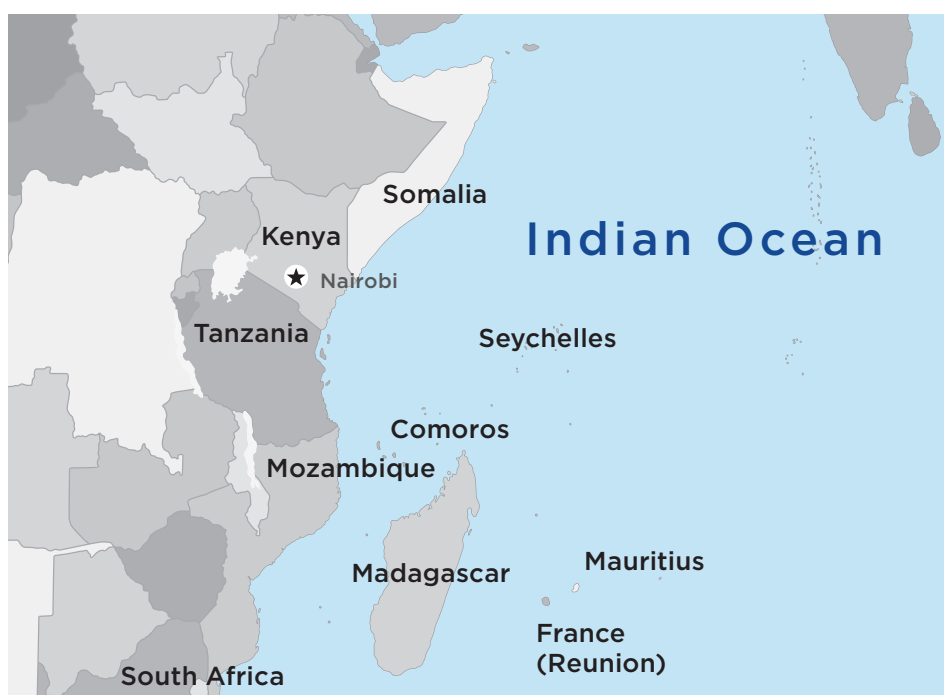 Somalia
Kenya
Indian Ocean
Nairobi
Tanzania
Seychelles
Comoros
Mozambique
Mauritius
Madagascar
France
(Reunion)
South Africa